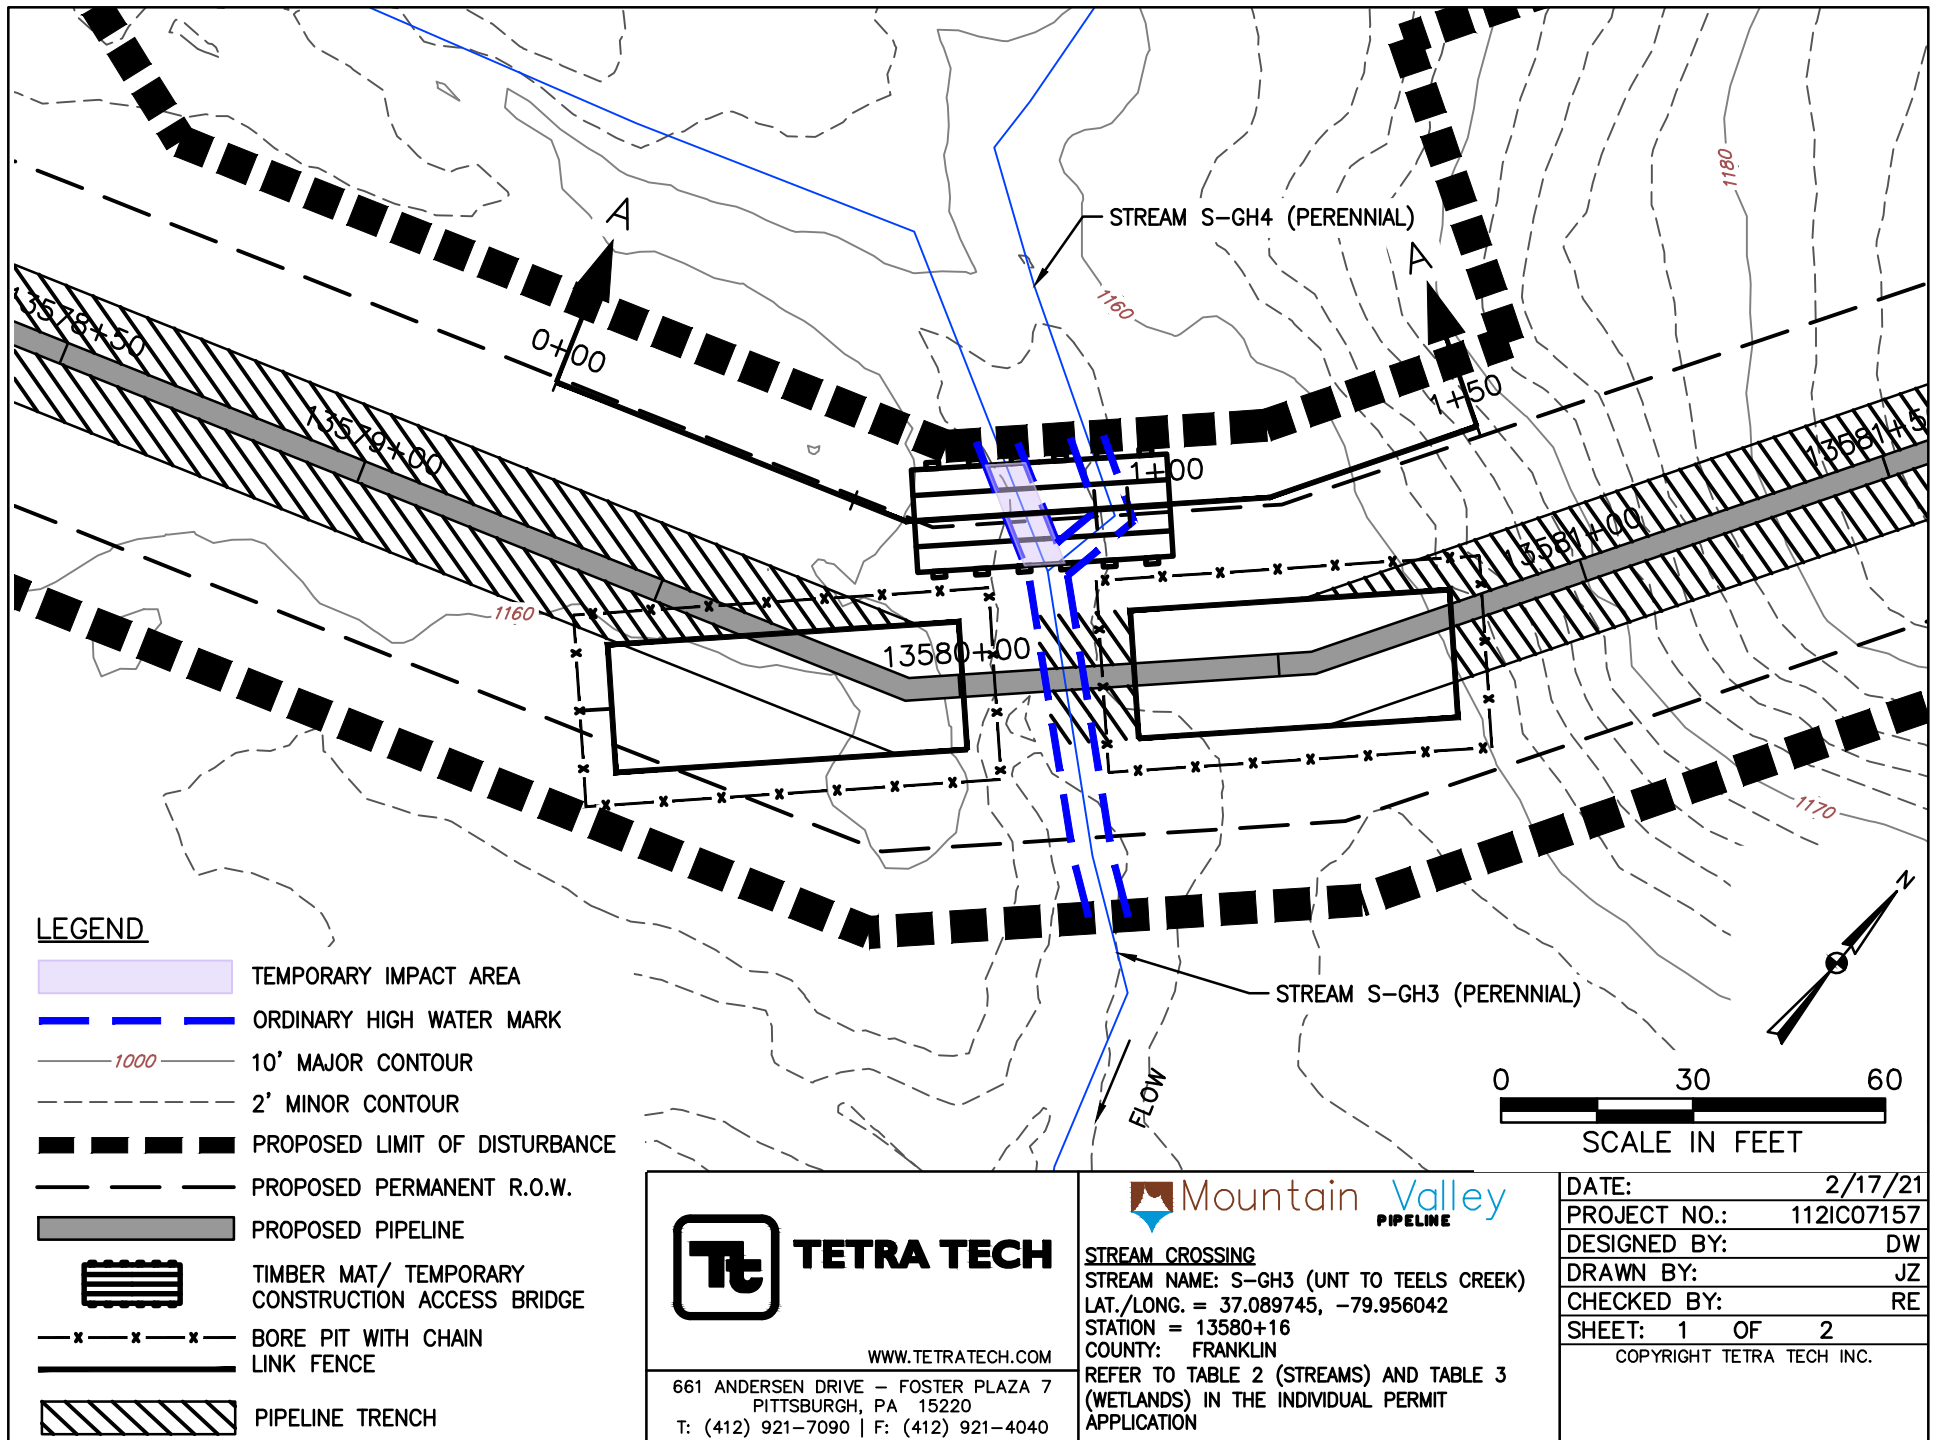 1180
A
STREAM S-GH4 (PERENNIAL)
A
1160
13578+50
0+00
1+50
13579+00
13581+5
1+00
13581+00
1160
13580+00
1170
N
LEGEND
TEMPORARY IMPACT AREA
ORDINARY HIGH WATER MARK
1000
10' MAJOR CONTOUR
2' MINOR CONTOUR
PROPOSED LIMIT OF DISTURBANCE
PROPOSED PERMANENT R.O.W.
PROPOSED PIPELINE
TIMBER MAT/ TEMPORARY
CONSTRUCTION ACCESS BRIDGE
BORE PIT WITH CHAIN
LINK FENCE
PIPELINE TRENCH
STREAM S-GH3 (PERENNIAL)
FLOW
0 30 60
SCALE IN FEET
Tt TETRA TECH
WWW.TETRATECH.COM
661 ANDERSEN DRIVE – FOSTER PLAZA 7
PITTSBURGH, PA 15220
T: (412) 921-7090 | F: (412) 921-4040
Mountain Valley
PIPELINE
STREAM CROSSING
STREAM NAME: S-GH3 (UNT TO TEELS CREEK)
LAT./LONG. = 37.089745, -79.956042
STATION = 13580+16
COUNTY: FRANKLIN
REFER TO TABLE 2 (STREAMS) AND TABLE 3
(WETLANDS) IN THE INDIVIDUAL PERMIT
APPLICATION
DATE: 2/17/21
PROJECT NO.: 112IC07157
DESIGNED BY: DW
DRAWN BY: JZ
CHECKED BY: RE
SHEET: 1 OF 2
COPYRIGHT TETRA TECH INC.